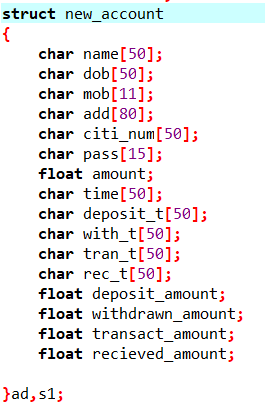 struct new_account
{
char name[50];
char dob[50];
char mob[11];
char add[80];
char citi_num[50];
char pass[15];
float amount;
char time[50];
char deposit_t[50];
char with_t[50];
char tran_t[50];
char rec_t[50];
float deposit_amount;
float withdrawn_amount;
float transact_amount;
float recieved_amount;
}ad,s1;